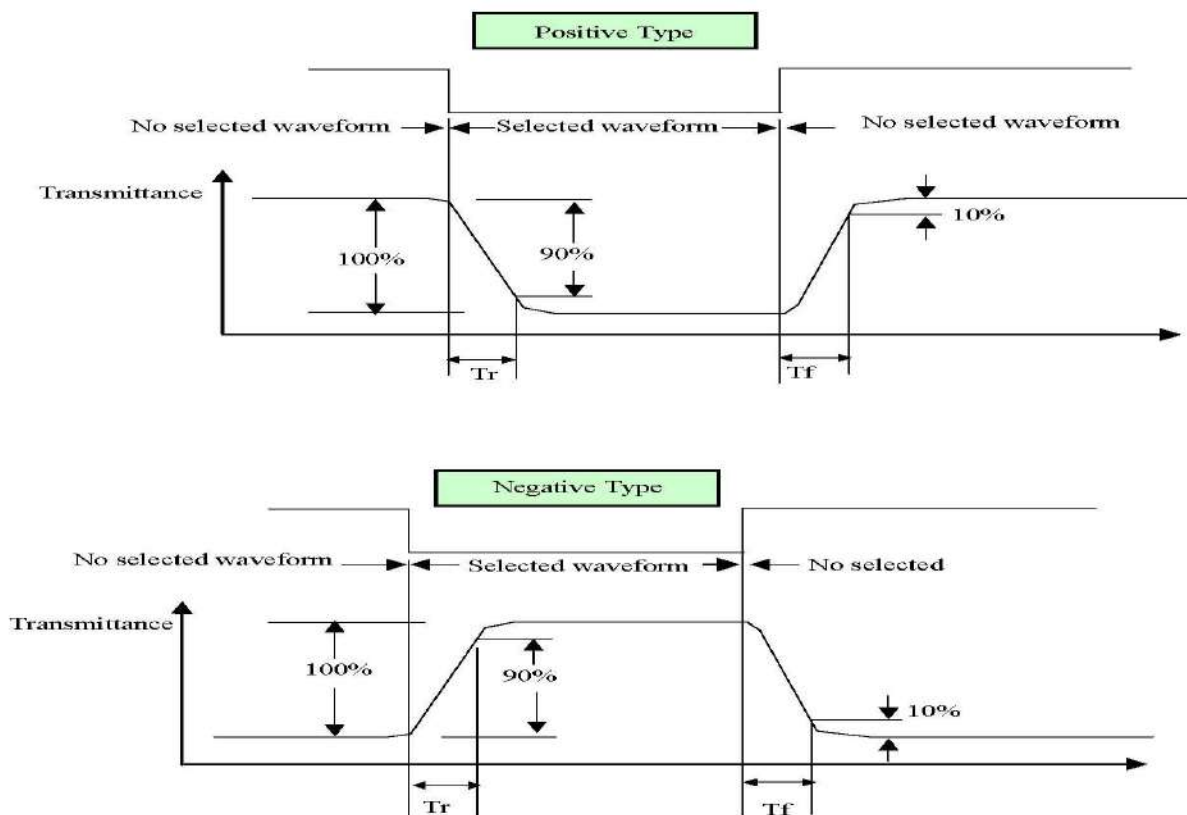 Positive Type
No selected waveform
Selected waveform
No selected waveform
Transmittance
100%
90%
10%
Tr
Tf
Negative Type
No selected waveform
Selected waveform
No selected
Transmittance
100%
90%
10%
Tr
Tf